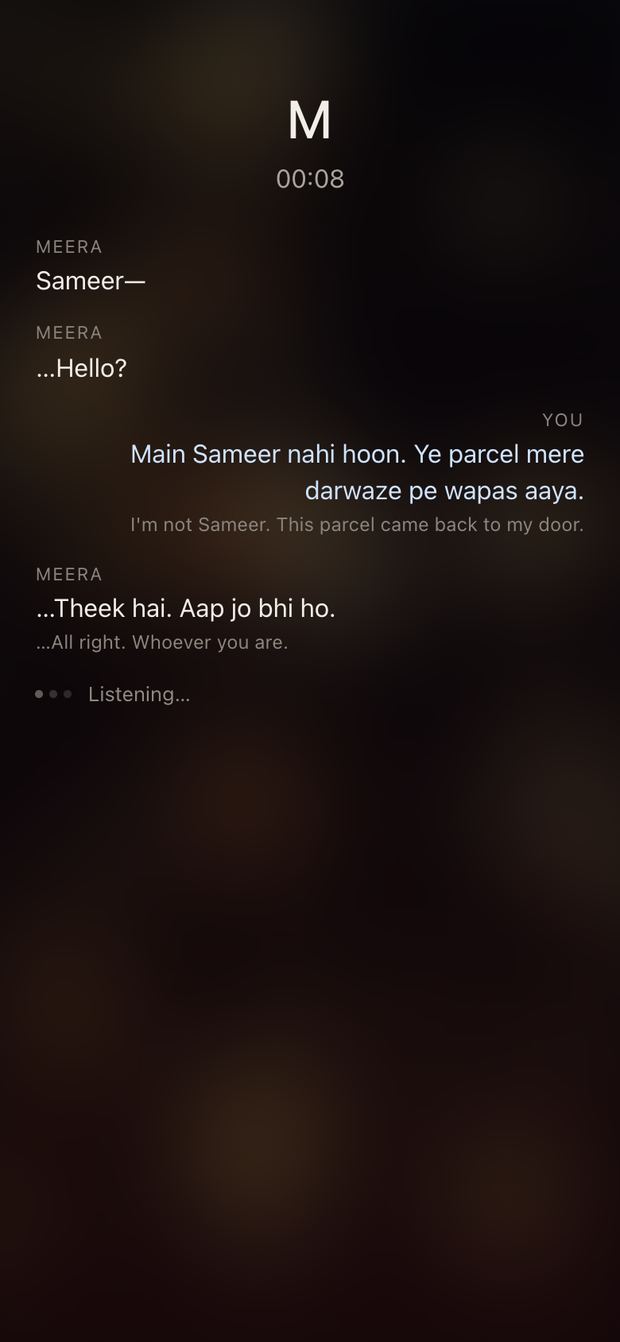 M
00:08
MEERA
Sameer—
MEERA
...Hello?
YOU
Main Sameer nahi hoon. Ye parcel mere
darwaze pe wapas aaya.
I'm not Sameer. This parcel came back to my door.
MEERA
...Theek hai. Aap jo bhi ho.
...All right. Whoever you are.
Listening...